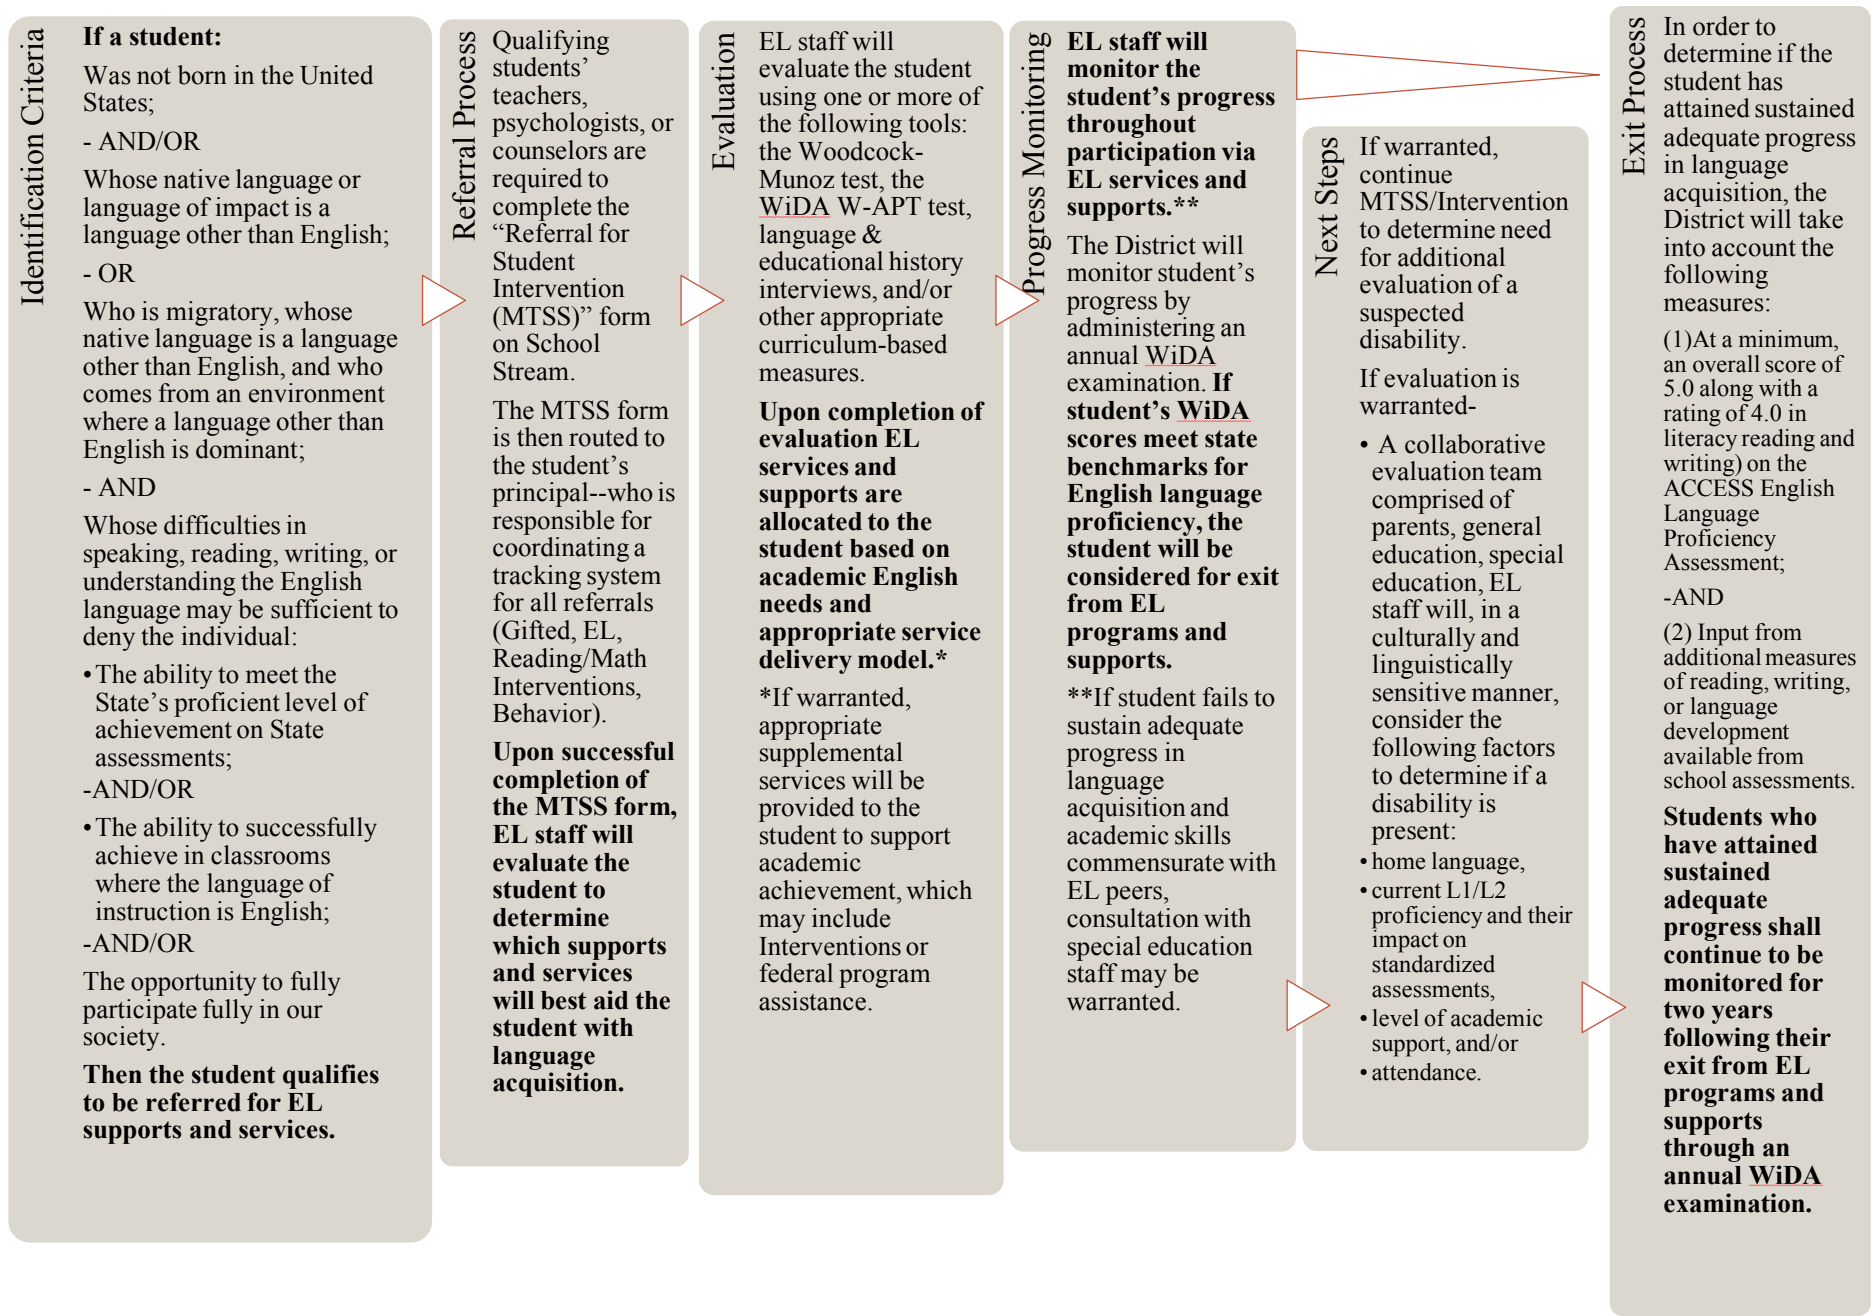 Identification Criteria
If a student:
Was not born in the United
States;
- AND/OR
Whose native language or
language of impact is a
language other than English;
- OR
Who is migratory, whose
native language is a language
other than English, and who
comes from an environment
where a language other than
English is dominant;
- AND
Whose difficulties in
speaking, reading, writing, or
understanding the English
language may be sufficient to
deny the individual:
• The ability to meet the
State’s proficient level of
achievement on State
assessments;
-AND/OR
• The ability to successfully
achieve in classrooms
where the language of
instruction is English;
-AND/OR
The opportunity to fully
participate fully in our
society.
Then the student qualifies
to be referred for EL
supports and services.
Referral Process
Qualifying
students’
teachers,
psychologists, or
counselors are
required to
complete the
“Referral for
Student
Intervention
(MTSS)” form
on School
Stream.
The MTSS form
is then routed to
the student’s
principal--who is
responsible for
coordinating a
tracking system
for all referrals
(Gifted, EL,
Reading/Math
Interventions,
Behavior).
Upon successful
completion of
the MTSS form,
EL staff will
evaluate the
student to
determine
which supports
and services
will best aid the
student with
language
acquisition.
Evaluation
EL staff will
evaluate the student
using one or more of
the following tools:
the Woodcock-
Munoz test, the
WiDA W-APT test,
language &
educational history
interviews, and/or
other appropriate
curriculum-based
measures.
Upon completion of
evaluation EL
services and
supports are
allocated to the
student based on
academic English
needs and
appropriate service
delivery model.*
*If warranted,
appropriate
supplemental
services will be
provided to the
student to support
academic
achievement, which
may include
Interventions or
federal program
assistance.
Progress Monitoring
EL staff will
monitor the
student’s progress
throughout
participation via
EL services and
supports.**
The District will
monitor student’s
progress by
administering an
annual WiDA
examination. If
student’s WiDA
scores meet state
benchmarks for
English language
proficiency, the
student will be
considered for exit
from EL
programs and
supports.
**If student fails to
sustain adequate
progress in
language
acquisition and
academic skills
commensurate with
EL peers,
consultation with
special education
staff may be
warranted.
Next Steps
If warranted,
continue
MTSS/Intervention
to determine need
for additional
evaluation of a
suspected
disability.
If evaluation is
warranted-
• A collaborative
evaluation team
comprised of
parents, general
education, special
education, EL
staff will, in a
culturally and
linguistically
sensitive manner,
consider the
following factors
to determine if a
disability is
present:
• home language,
• current L1/L2
proficiency and their
impact on
standardized
assessments,
• level of academic
support, and/or
• attendance.
Exit Process
In order to
determine if the
student has
attained sustained
adequate progress
in language
acquisition, the
District will take
into account the
following
measures:
(1)At a minimum,
an overall score of
5.0 along with a
rating of 4.0 in
literacy reading and
writing) on the
ACCESS English
Language
Proficiency
Assessment;
-AND
(2) Input from
additional measures
of reading, writing,
or language
development
available from
school assessments.
Students who
have attained
sustained
adequate
progress shall
continue to be
monitored for
two years
following their
exit from EL
programs and
supports
through an
annual WiDA
examination.